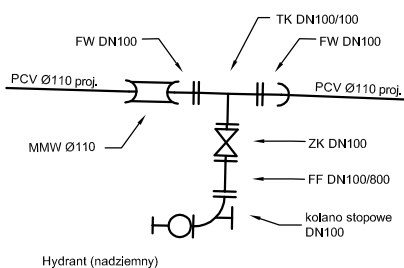 TK DN100/100
FW DN100
FW DN100
PCV Ø110 proj.
PCV Ø110 proj.
MMW Ø110
ZK DN100
FF DN100/800
kolano stopowe
DN100
Hydrant (nadziemny)